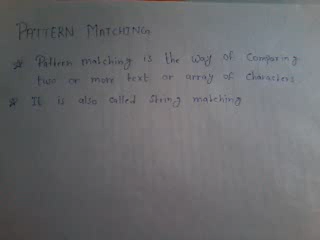 PATTERN MATCHING
* Pattern matching is the way of comparing
two or more text or array of characters.
* It is also called String matching